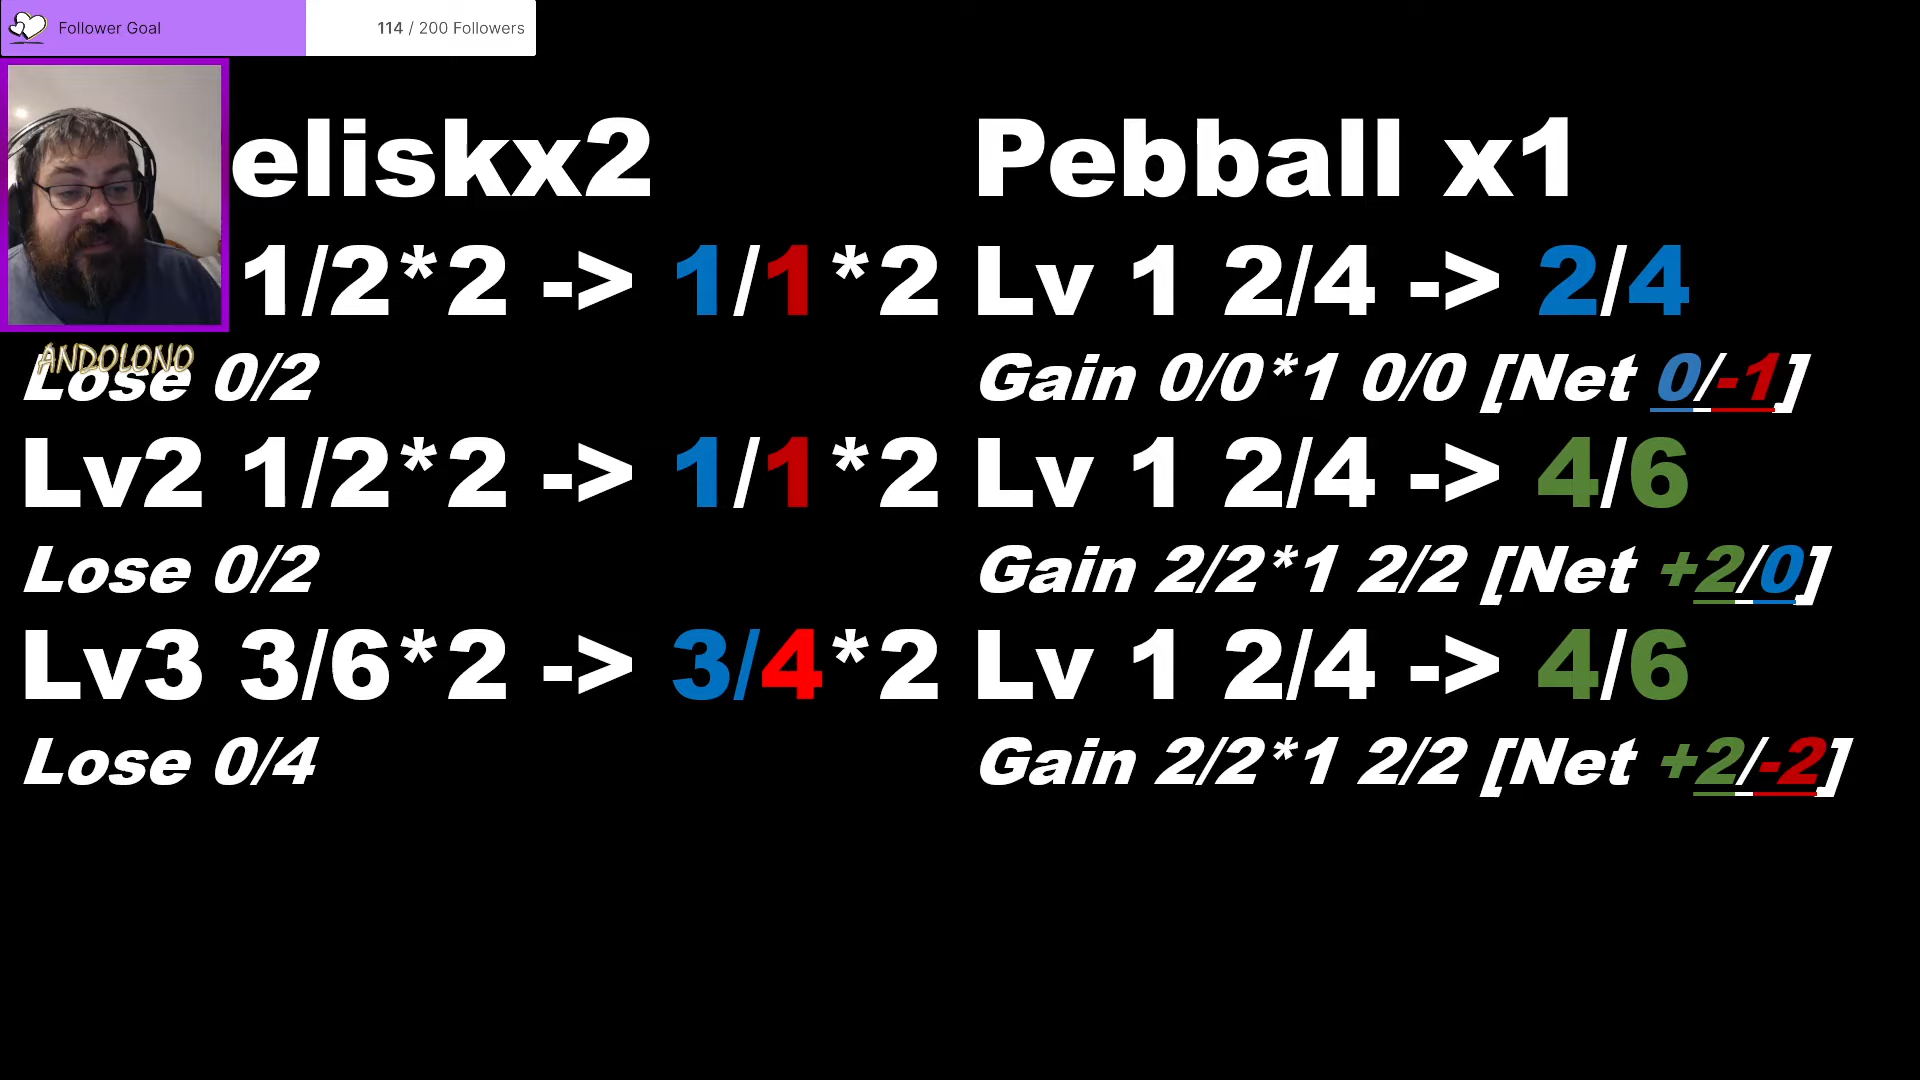 Follower Goal 114 / 200 Followers
eliskx2 Pebball x1
1/2*2 -> 1/1*2 Lv 1 2/4 -> 2/4
ANDOLONO
Lose 0/2 Gain 0/0*1 0/0 [Net 0/-1]
Lv2 1/2*2 -> 1/1*2 Lv 1 2/4 -> 4/6
Lose 0/2 Gain 2/2*1 2/2 [Net +2/0]
Lv3 3/6*2 -> 3/4*2 Lv 1 2/4 -> 4/6
Lose 0/4 Gain 2/2*1 2/2 [Net +2/-2]